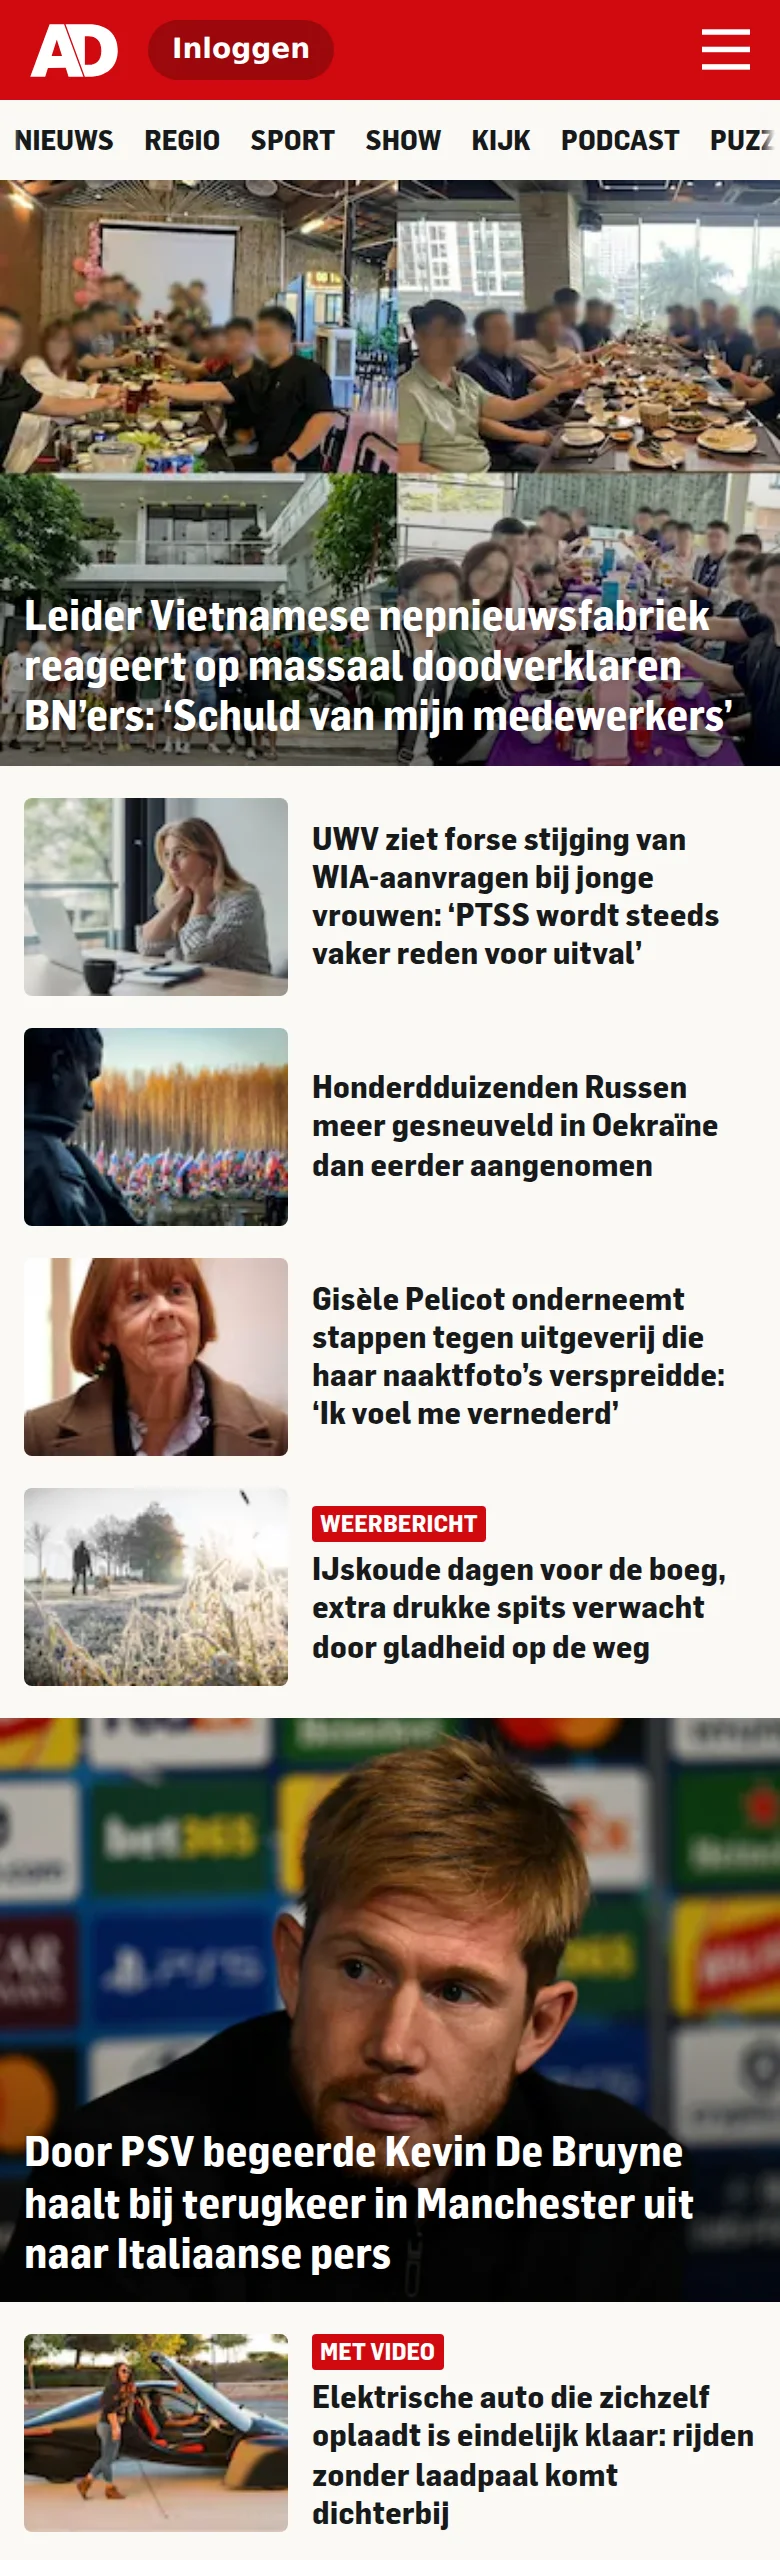 AD
Inloggen
NIEUWS REGIO SPORT SHOW KIJK PODCAST PUZZ
Leider Vietnamese nepnieuwsfabriek
reageert op massaal doodverklaren
BN’ers: ‘Schuld van mijn medewerkers’
UWV ziet forse stijging van
WIA-aanvragen bij jonge
vrouwen: ‘PTSS wordt steeds
vaker reden voor uitval’
Honderdduizenden Russen
meer gesneuveld in Oekraïne
dan eerder aangenomen
Gisèle Pelicot onderneemt
stappen tegen uitgeverij die
haar naaktfoto’s verspreidde:
‘Ik voel me vernederd’
WEERBERICHT
IJskoude dagen voor de boeg,
extra drukke spits verwacht
door gladheid op de weg
bet365
PS5
Door PSV begeerde Kevin De Bruyne
haalt bij terugkeer in Manchester uit
naar Italiaanse pers
MET VIDEO
Elektrische auto die zichzelf
oplaadt is eindelijk klaar: rijden
zonder laadpaal komt
dichterbij